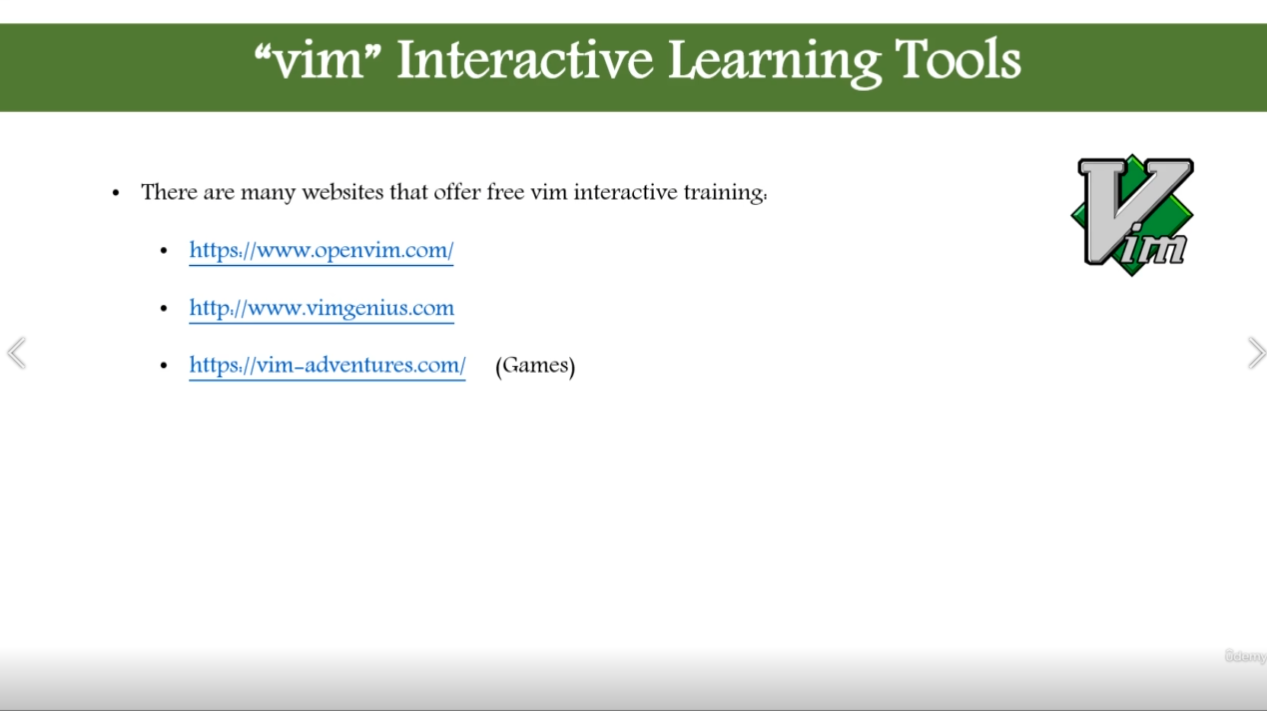 “vim” Interactive Learning Tools
• There are many websites that offer free vim interactive training:
• https://www.openvim.com/
• http://www.vimgenius.com
• https://vim-adventures.com/ (Games)
Vim
ûdemy